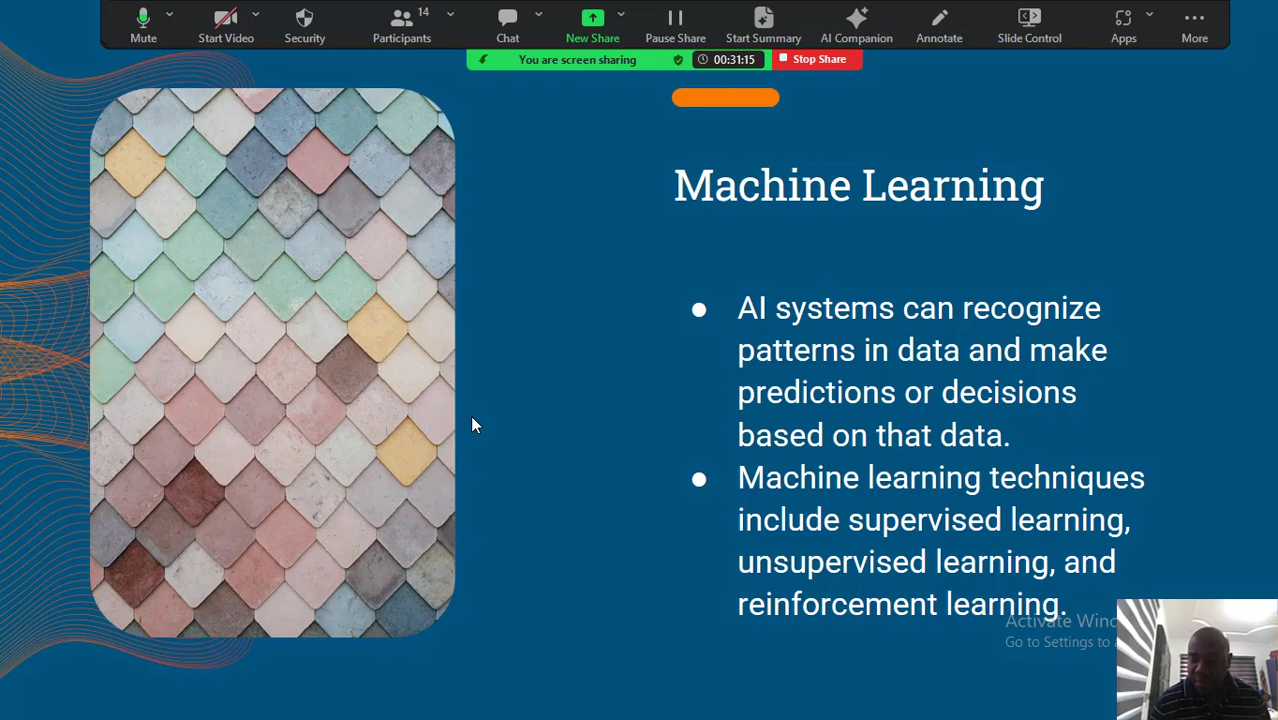 Mute
Start Video
Security
Participants
14
Chat
New Share
Pause Share
Start Summary
AI Companion
Annotate
Slide Control
Apps
More
You are screen sharing
00:31:15
Stop Share
Machine Learning
● AI systems can recognize
patterns in data and make
predictions or decisions
based on that data.
● Machine learning techniques
include supervised learning,
unsupervised learning, and
reinforcement learning.
Activate
Go to Settings to